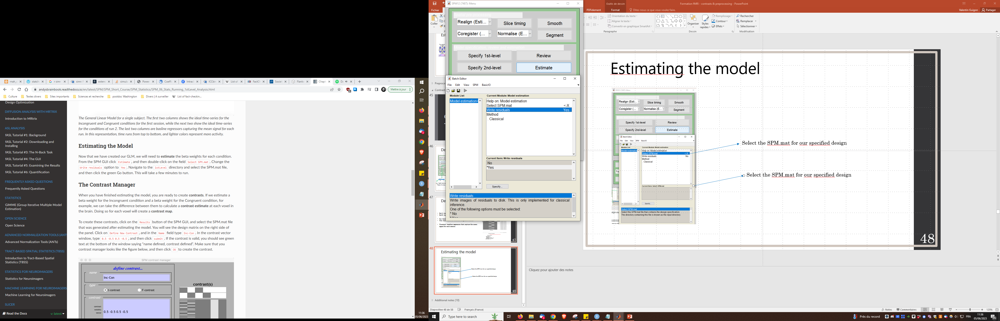 rnah_
statche
r simr
simri F
extenc
simula
Power
Coeffi
Intrac
ICCbin
List of
FactCh
Societ
Flanke
Chapt
andysbrainbook.readthedocs.io/en/latest/SPM/SPM_Short_Course/SPM_Statistics/SPM_06_Stats_Running_1stLevel_Analysis.html
Mettre à jour
Culture
Textes divers
Sites importants
Sciences et recherche
postdoc Washington
Divers | A surveiller
List of fact-checkin...
Design Optimization
DIFFUSION ANALYSIS WITH MRTRIX
Introduction to MRtrix
ASL ANALYSIS
fASL Tutorial #1: Background
fASL Tutorial #2: Downloading and
Installing
fASL Tutorial #3: The N-Back Task
fASL Tutorial #4: The GUI
fASL Tutorial #5: Examining the Results
fASL Tutorial #6: Quantification
FREQUENTLY ASKED QUESTIONS
Frequently Asked Questions
STATISTICS
GIMME (Group Iterative Multiple Model
Estimation)
OPEN SCIENCE
Open Science
ADVANCED NORMALIZATION TOOLS (ANT
Advanced Normalization Tools (ANTs)
TRACT-BASED SPATIAL STATISTICS (TBSS)
Introduction to Tract-Based Spatial
Statistics (TBSS)
STATISTICS FOR NEUROIMAGERS
Statistics for Neuroimagers
MACHINE LEARNING FOR NEUROIMAGERS
Machine Learning for Neuroimagers
SLICER
Read the Docs
v: latest
The General Linear Model for a single subject. The first two columns shows the ideal time-series for the
Incongruent and Congruent conditions for the first session, while the next two show the ideal time-series
for the conditions of run 2. The last two columns are basline regressors capturing the mean signal for each
run. In this representation, time runs from top to bottom, and lighter colors represent more activity.
Estimating the Model
Now that we have created our GLM, we will need to estimate the beta weights for each condition.
From the SPM GUI click Estimate , and then double-click on the field Select SPM.mat . Change the
Write residuals option to Yes . Navigate to the 1stLevel directory and select the SPM.mat file,
and then click the green Go button. This will take a few minutes to run.
The Contrast Manager
When you have finished estimating the model, you are ready to create contrasts. If we estimate a
beta weight for the Incongruent condition and a beta weight for the Congruent condition, for
example, we can take the difference between them to calculate a contrast estimate at each voxel in
the brain. Doing so for each voxel will create a contrast map.
To create these contrasts, click on the Results button of the SPM GUI, and select the SPM.mat file
that was generated after estimating the model. You will see the design matrix on the right side of
the panel. Click on Define New Contrast , and in the Name field type Inc-Con . In the contrast vector
window, type 0.5 -0.5 0.5 -0.5 , and then click submit . If the contrast is valid, you should see green
text at the bottom of the window saying “name defined, contrast defined”. Make sure that you
contrast manager looks like the figure below, and then click OK to create the contrast.
SPM contrast manager
define contrast...
name
Inc-Con
type
t-contrast
F-contrast
contrast
contrast
weights
vector
0.5 -0.5 0.5 -0.5
contrast(s)
11:36
05/06/2023
SPM12 (7487): Menu
Realign (Esti...
Slice timing
Smooth
Coregister (...
Normalise (E...
Segment
Specify 1st-level
Review
Specify 2nd-level
Estimate
Batch Editor
File Edit View SPM BasicIO
Module List
Current Module: Model estimation
Model estimation<
Help on: Model estimation
Select SPM.mat <-X
Write residuals Yes
Method
. Classical
Current Item: Write residuals
No
*Yes
Specify...
Write residuals
Write images of residuals to disk. This is only implemented for classical
inference.
One of the following options must be selected:
* No
* Yes
Outils de dessin
Formation fMRI - contrasts & preprocessing - PowerPoint
Fichier
PDFelement
Format
Dites-nous ce que vous voulez faire.
Valentin Guigon
Partager
Coller
Orientation du texte
Aligner le texte
Convertir en graphique SmartArt
Paragraphe
Organiser
Styles
rapides
Remplissage
Contour
Effets
Dessin
Rechercher
Remplacer
Sélectionner
Modification
Est
Preproce
Contrast
45
46
De
47
De
Constant: baseline regressors that capture the mean
signal for each session
47
48
Estimating the model
Select the SPM.mat for our specified design
Select the SPM.mat for our specified design
48
Additional notes (10)
Estimating the model
SPM12 (7487): Menu
Realign (Esti...
Slice timing
Smooth
Coregister (...
Normalise (E...
Segment
Specify 1st-level
Review
Specify 2nd-level
Estimate
Batch Editor
File Edit View SPM BasicIO
Module List
Current Module: Model estimation
Model estimation
Help on: Model estimation
Select SPM.mat <-X
Write residuals No
Method
Classical
To
Current Item: Select SPM.mat
Specify...
Select SPM.mat
Select the SPM.mat file that contains the design specification.
The directory containing this file is known as the input directory.
Select the SPM.mat for our specified design
Select the SPM.mat for our specified design
48
Cliquez pour ajouter des notes
Diapositive 48 de 58
Français (France)
Notes
Commentaires
125%
Type here to search
Près du record
FRA
11:36
05/06/2023
26